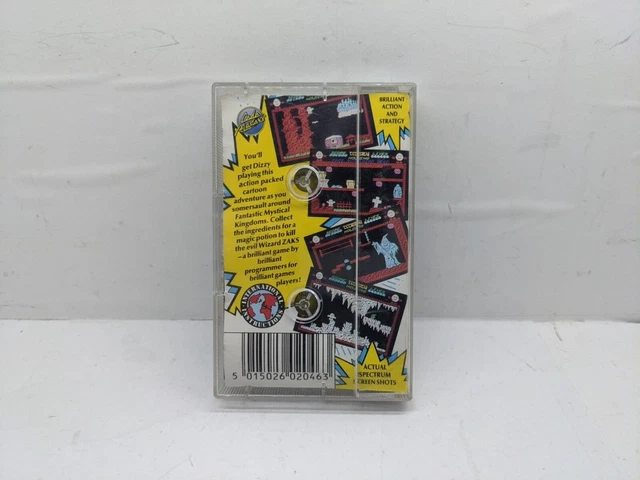 BRILLIANT
ACTION
AND
STRATEGY
You'll
get Dizzy
playing this
action packed
cartoon
adventure as you
somersault around
Fantastic Mystical
Kingdoms. Collect
the ingredients for a
magic potion to kill
the evil Wizard ZAKS
—a brilliant game by
brilliant
programmers for
brilliant games
players!
INTERNATIONAL
INSTRUCTIONS
5 015026 020463
ACTUAL
SPECTRUM
SCREEN SHOTS